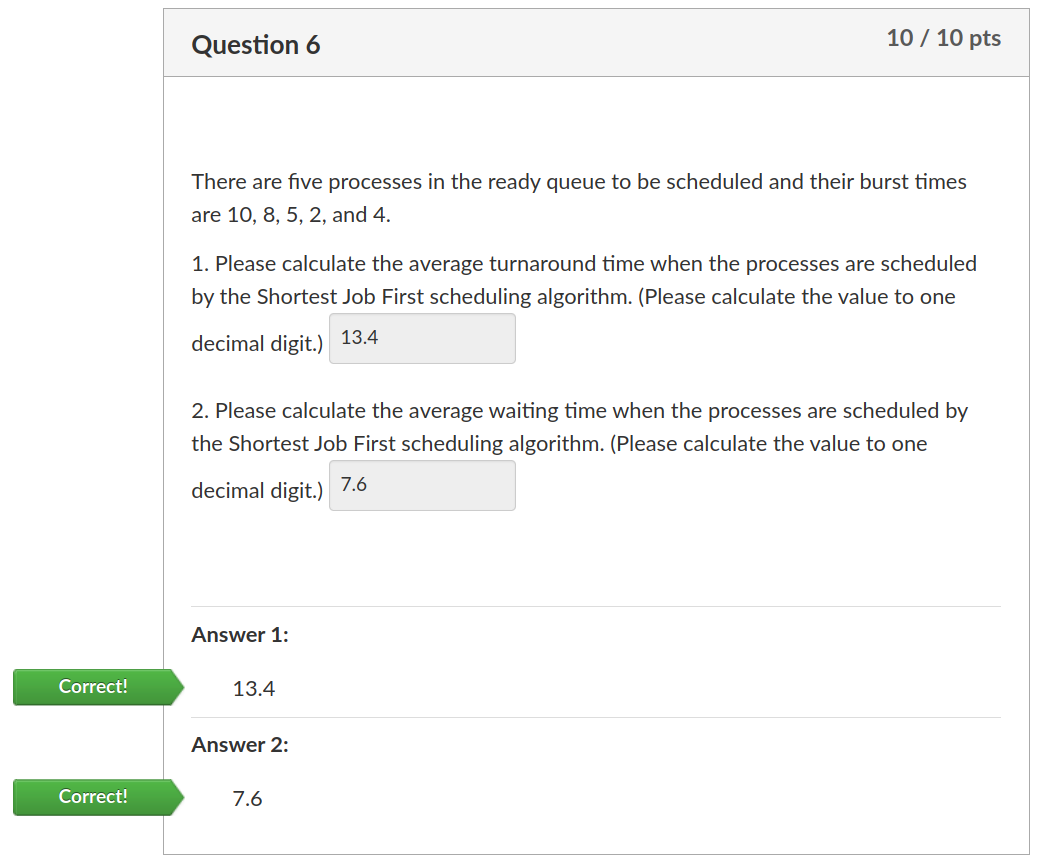 Question 6
10 / 10 pts
There are five processes in the ready queue to be scheduled and their burst times
are 10, 8, 5, 2, and 4.
1. Please calculate the average turnaround time when the processes are scheduled
by the Shortest Job First scheduling algorithm. (Please calculate the value to one
decimal digit.) 13.4
2. Please calculate the average waiting time when the processes are scheduled by
the Shortest Job First scheduling algorithm. (Please calculate the value to one
decimal digit.) 7.6
Answer 1:
Correct! 13.4
Answer 2:
Correct! 7.6